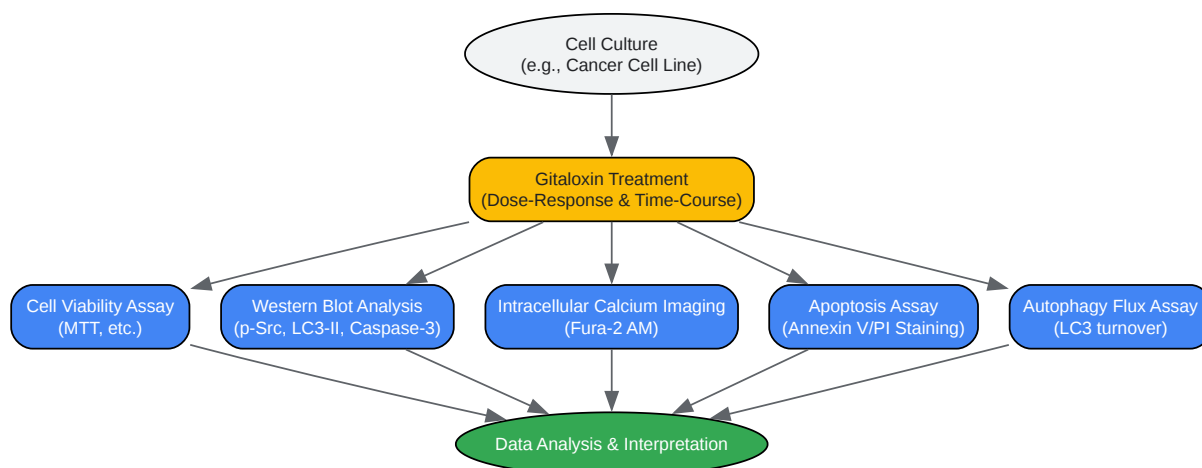 Cell Culture
(e.g., Cancer Cell Line)
Gitaloxin Treatment
(Dose-Response & Time-Course)
Cell Viability Assay
(MTT, etc.)
Western Blot Analysis
(p-Src, LC3-II, Caspase-3)
Intracellular Calcium Imaging
(Fura-2 AM)
Apoptosis Assay
(Annexin V/PI Staining)
Autophagy Flux Assay
(LC3 turnover)
Data Analysis & Interpretation